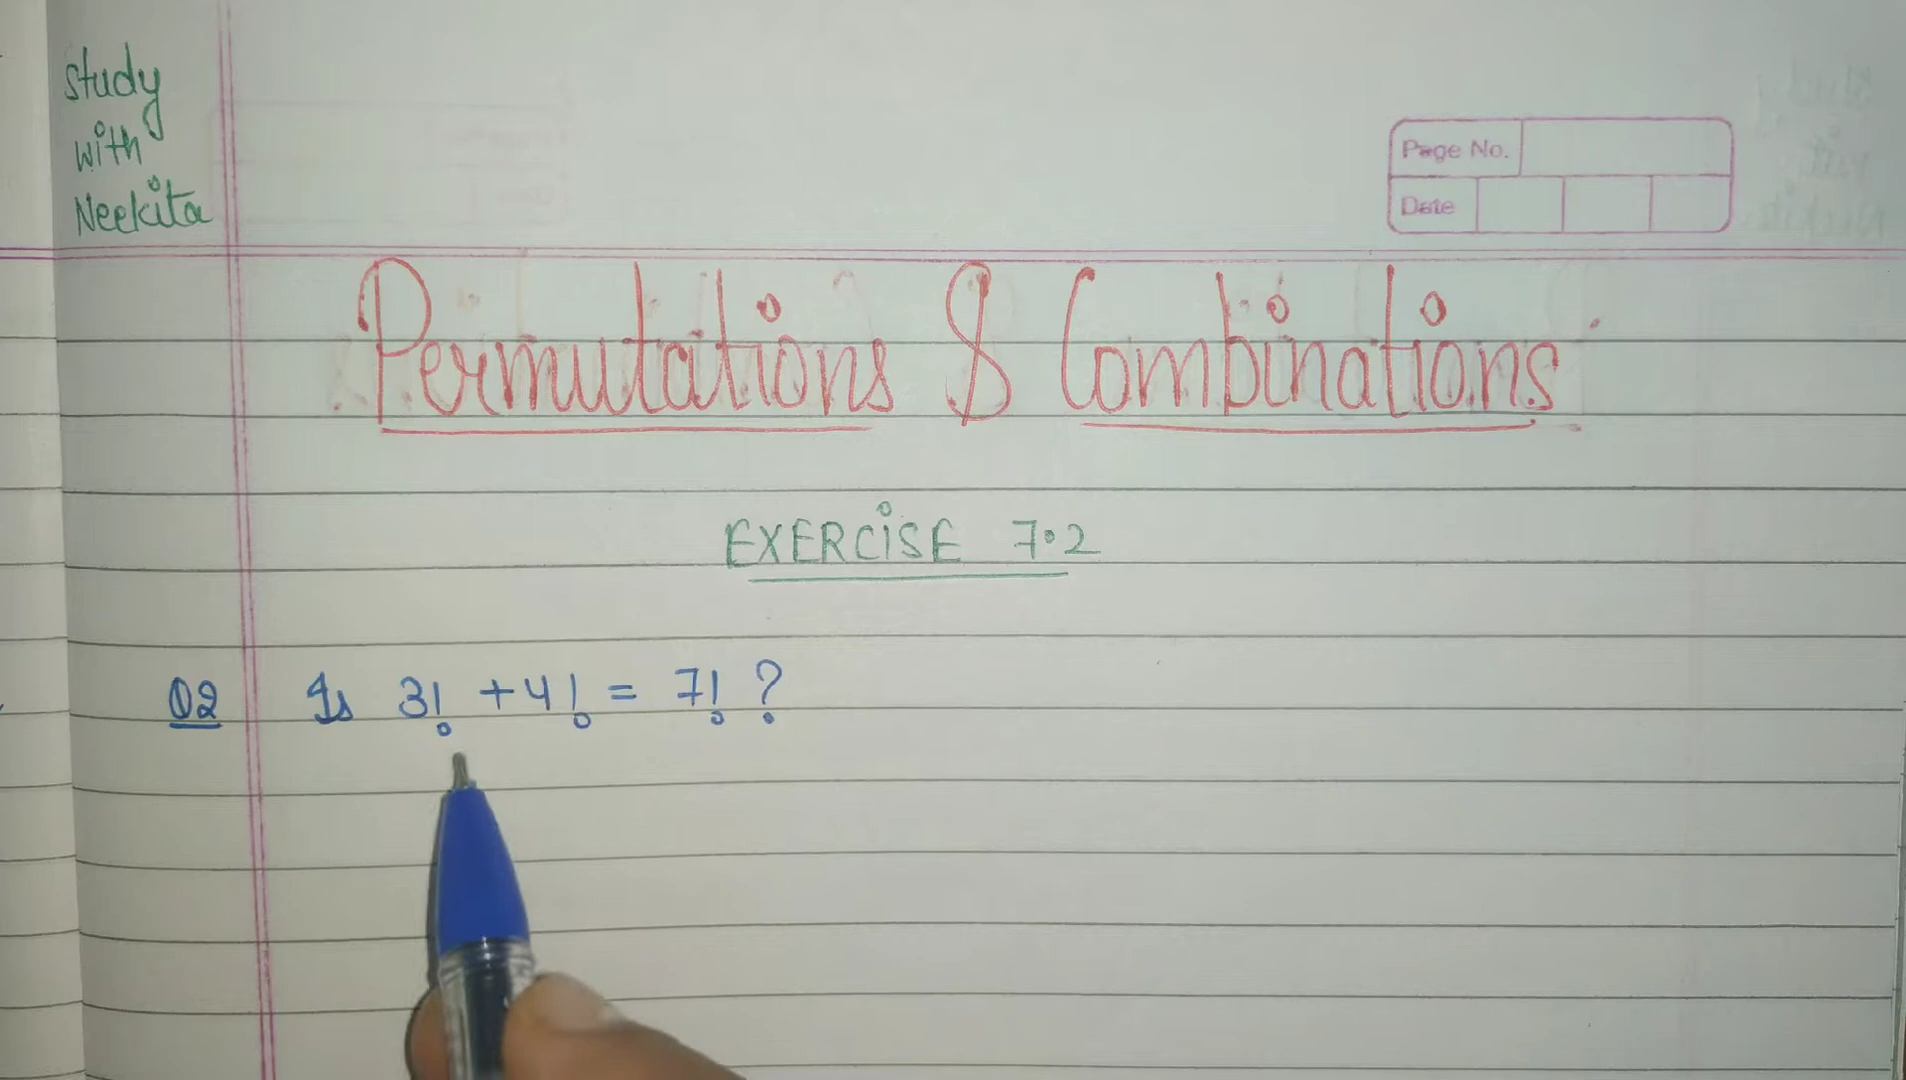 Study
with
Neekita
Page No.
Date
Permutations & Combinations
EXERCISE 7.2
Q2 Is 3! + 4! = 7! ?